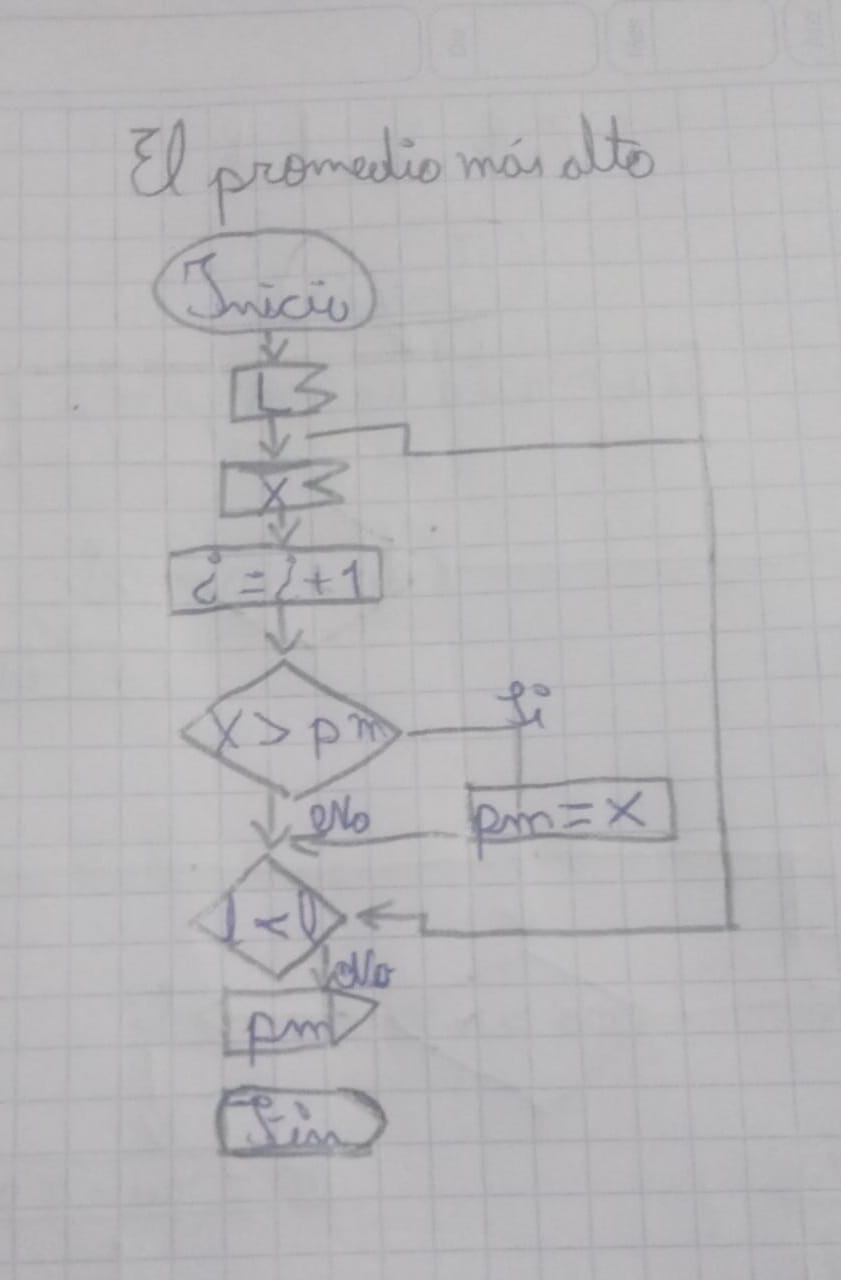 El promedio más alto
Inicio
L
X
i = i + 1
X > pm
Si
No
pm = X
I < l
No
pm
Fin